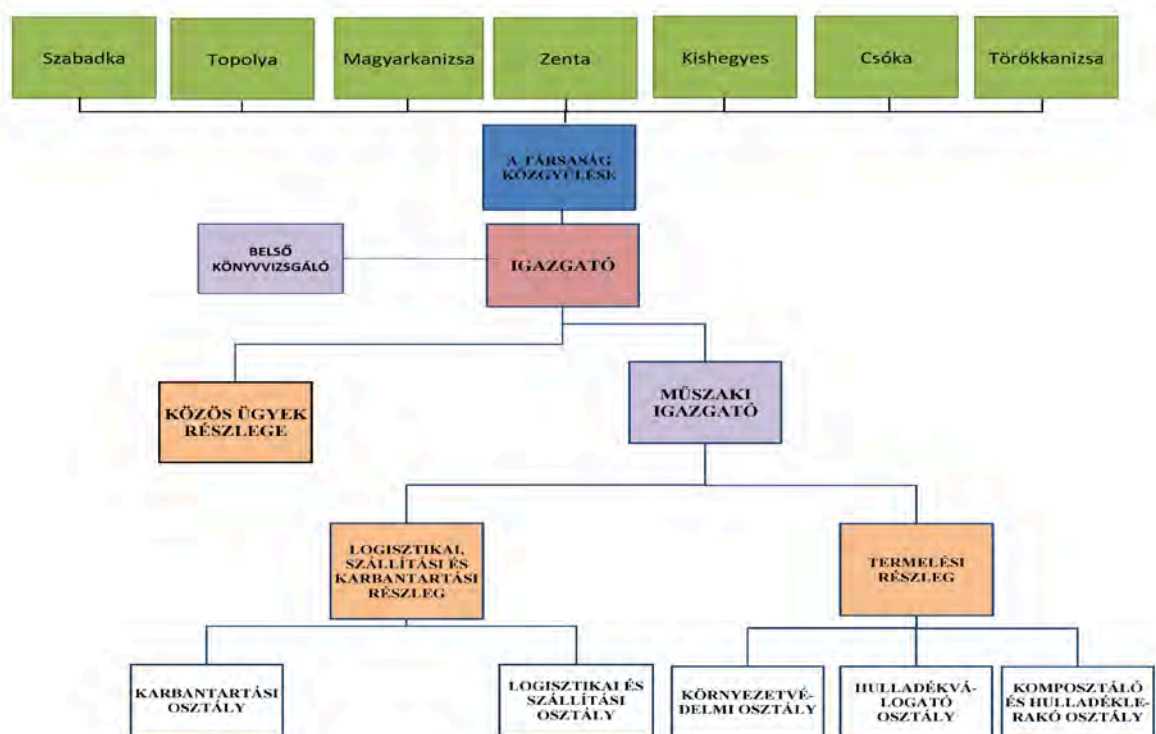 Szabadka
Topolya
Magyarkanizsa
Zenta
Kishegyes
Csóka
Törökkanizsa
A TÁRSASÁG
KÖZGYŰLÉSE
BELSŐ
KÖNYVVIZSGÁLÓ
IGAZGATÓ
KÖZÖS ÜGYEK
RÉSZLEGE
MŰSZAKI
IGAZGATÓ
LOGISZTIKAI,
SZÁLLÍTÁSI ÉS
KARBANTARTÁSI
RÉSZLEG
TERMELÉSI
RÉSZLEG
KARBANTARTÁSI
OSZTÁLY
LOGISZTIKAI ÉS
SZÁLLÍTÁSI
OSZTÁLY
KÖRNYEZETVÉ-
DELMI OSZTÁLY
HULLADÉKVÁ-
LOGATÓ
OSZTÁLY
KOMPOSZTÁLÓ
ÉS HULLADÉKLE-
RAKÓ OSZTÁLY